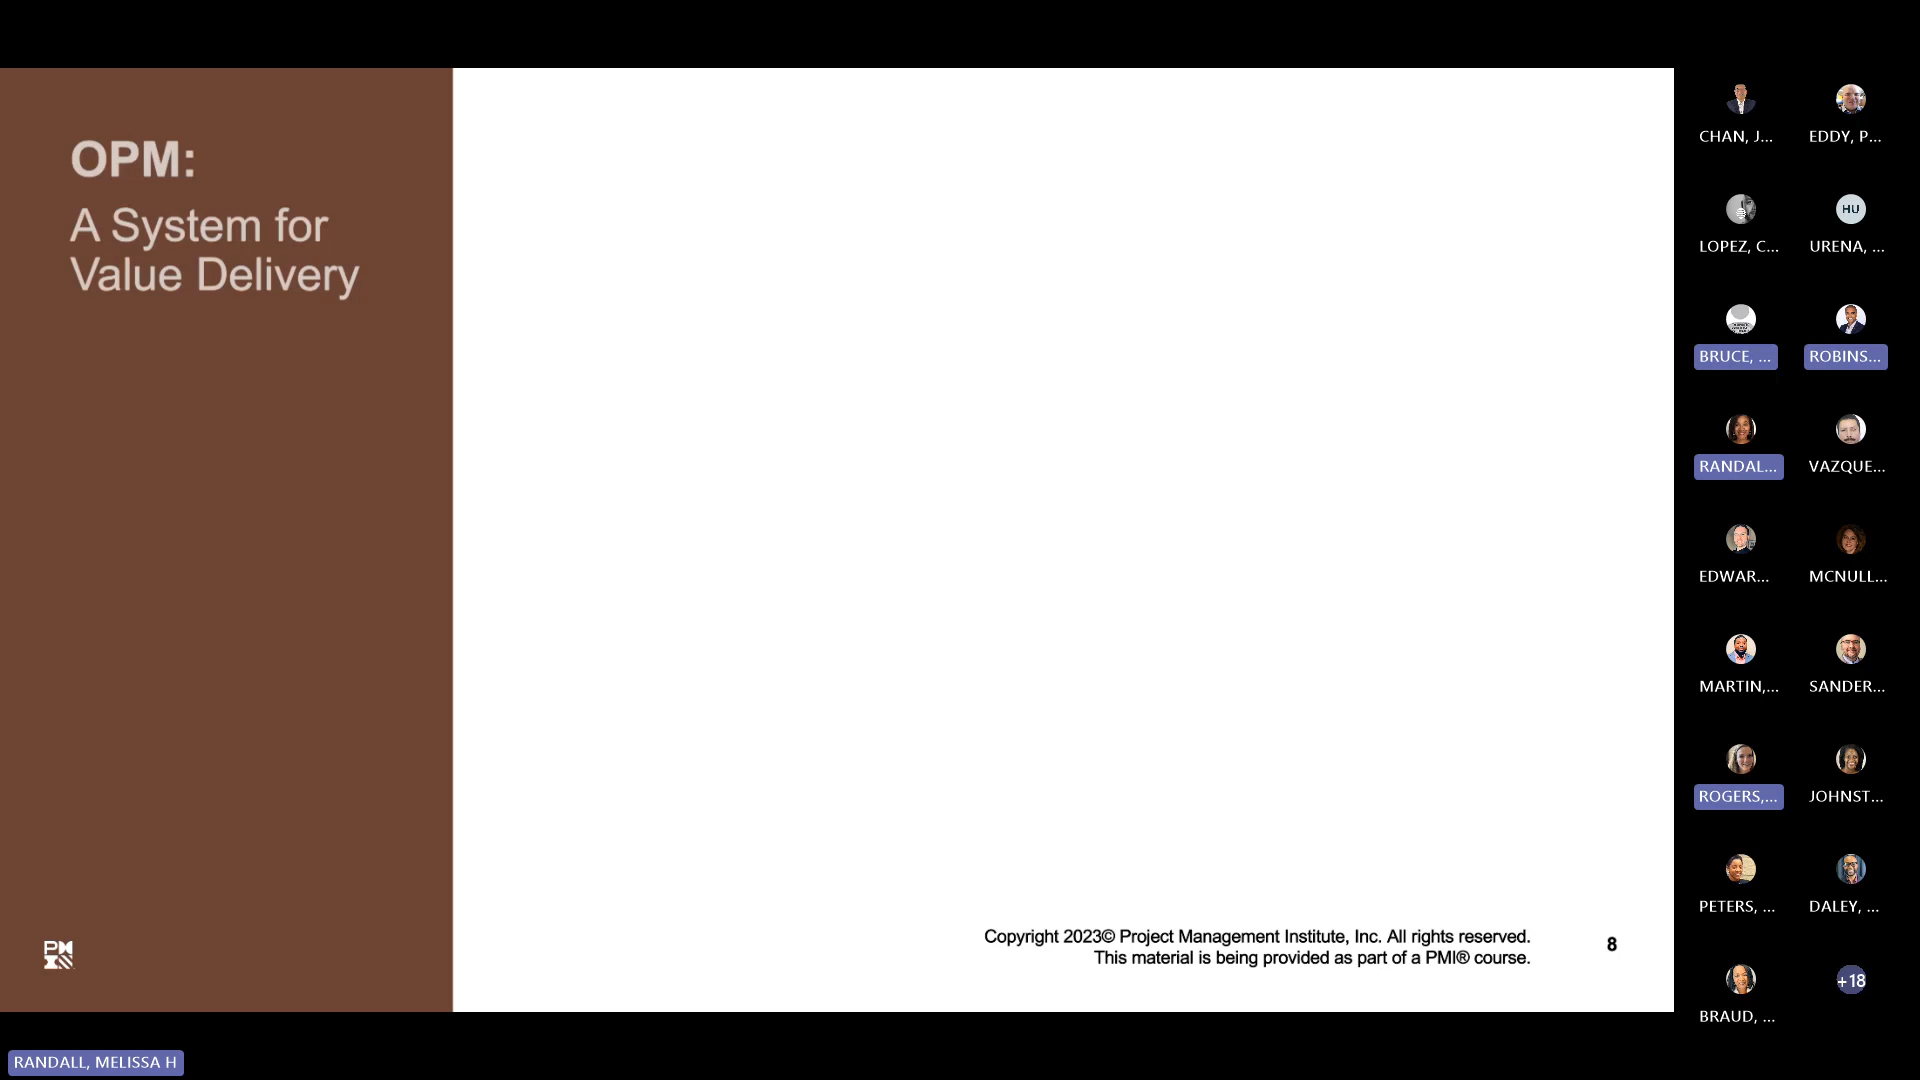 OPM:
A System for
Value Delivery
Copyright 2023© Project Management Institute, Inc. All rights reserved.
This material is being provided as part of a PMI® course.
8
CHAN, J...
EDDY, P...
LOPEZ, C...
HU
URENA, ...
BRUCE, ...
ROBINS...
RANDAL...
VAZQUE...
EDWAR...
MCNULL...
MARTIN,...
SANDER...
ROGERS,...
JOHNST...
PETERS, ...
DALEY, ...
BRAUD, ...
+18
RANDALL, MELISSA H